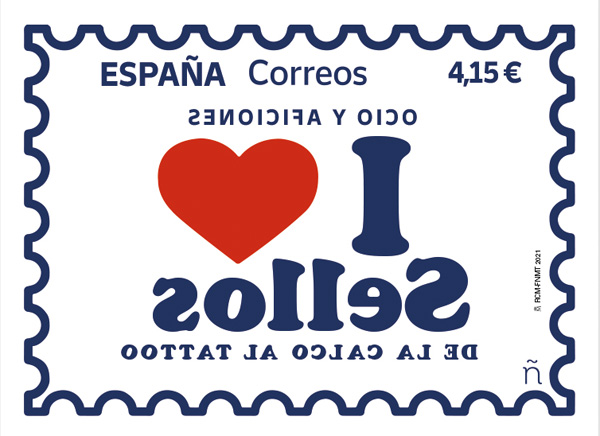 ESPAÑA Correos 4,15 €
OCIO Y AFICIONES
I
Sellos
DE LA CALCO AL TATTOO
RCM-FNMT 2021
ñ